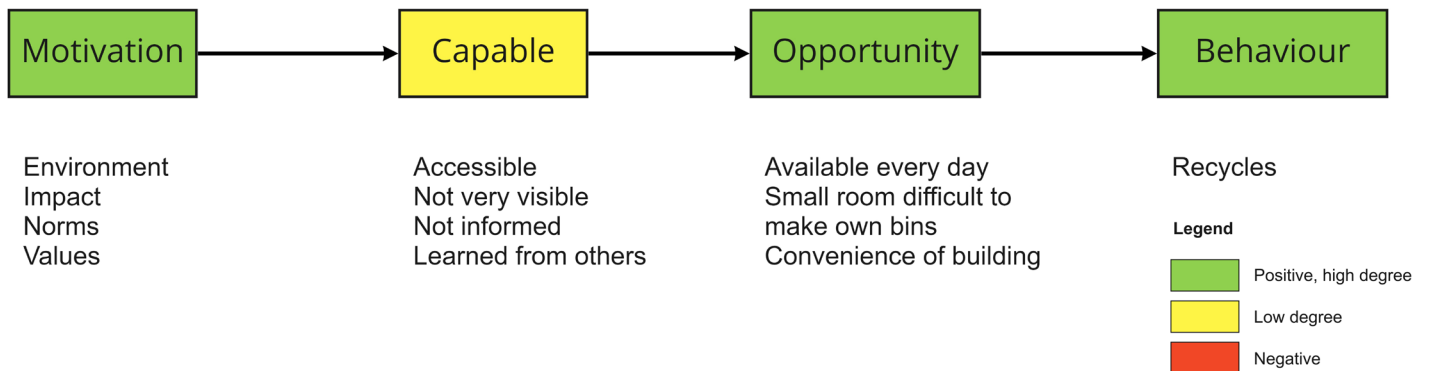 Motivation
Capable
Opportunity
Behaviour
Environment
Impact
Norms
Values
Accessible
Not very visible
Not informed
Learned from others
Available every day
Small room difficult to
make own bins
Convenience of building
Recycles
Legend
Positive, high degree
Low degree
Negative